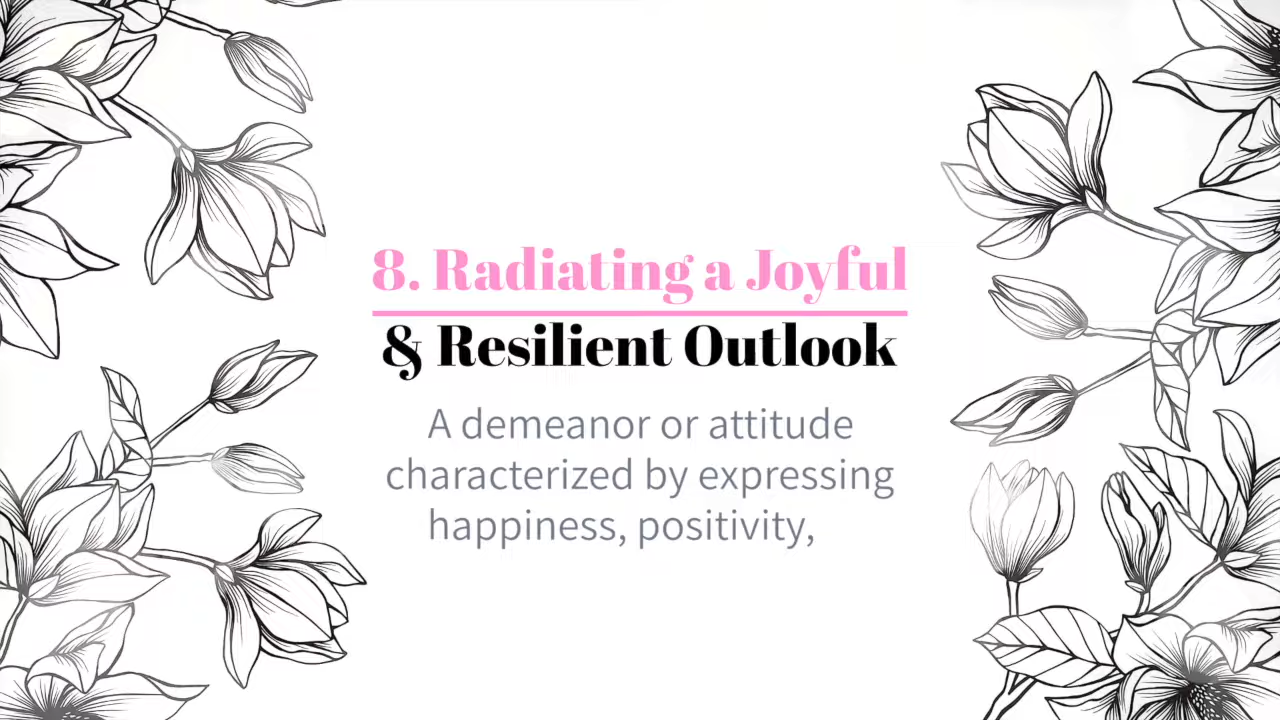 8. Radiating a Joyful
& Resilient Outlook
A demeanor or attitude
characterized by expressing
happiness, positivity,